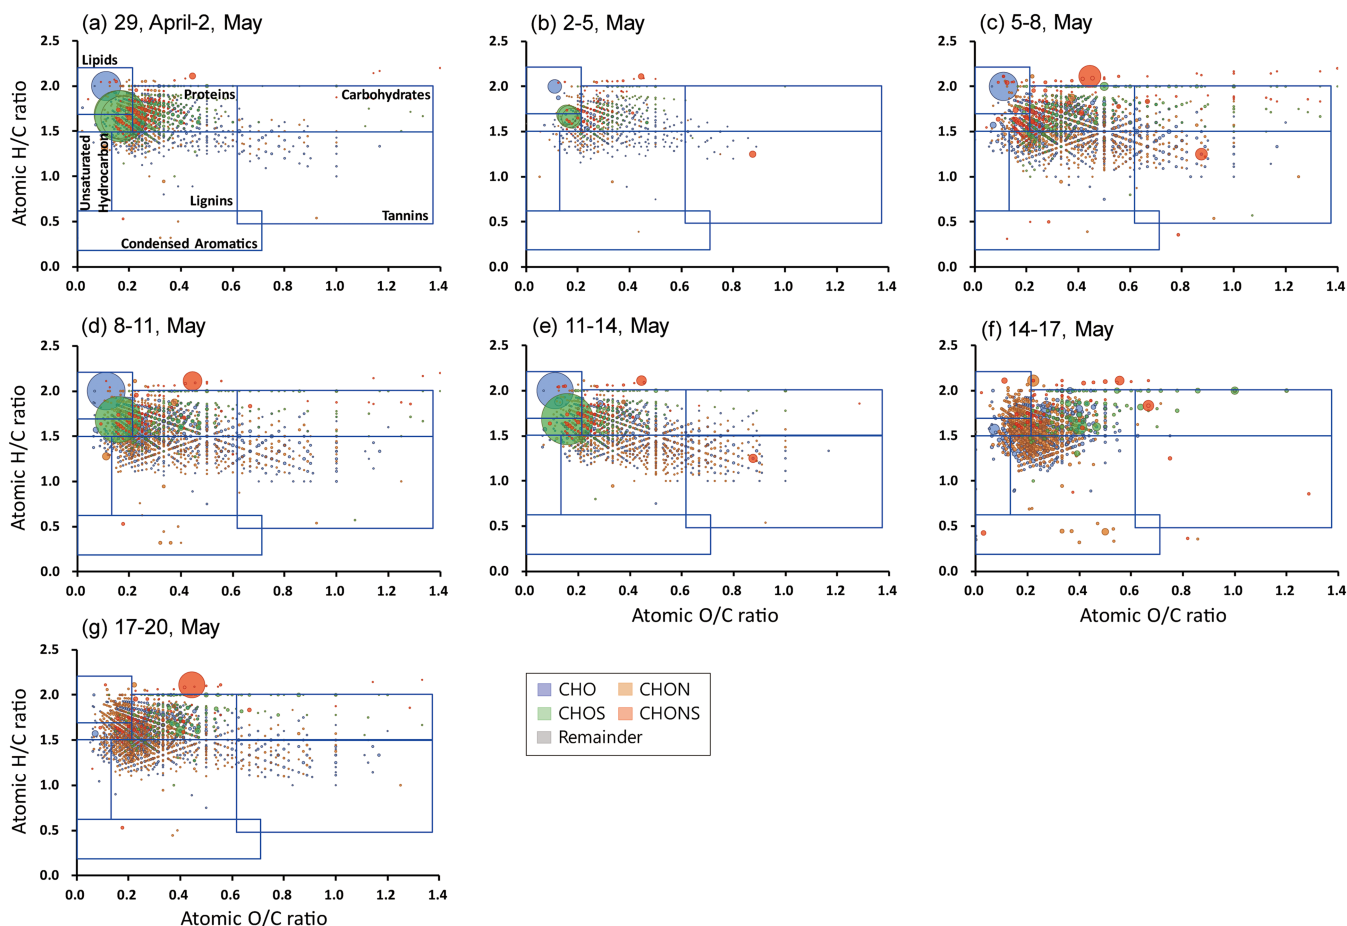 (a) 29, April-2, May
(b) 2-5, May
(c) 5-8, May
Atomic H/C ratio
2.5
2.0
1.5
1.0
0.5
0.0
Lipids
Proteins
Carbohydrates
Unsaturated
Hydrocarbon
Lignins
Tannins
Condensed Aromatics
0.0 0.2 0.4 0.6 0.8 1.0 1.2 1.4
2.5
2.0
1.5
1.0
0.5
0.0
0.0 0.2 0.4 0.6 0.8 1.0 1.2 1.4
2.5
2.0
1.5
1.0
0.5
0.0
0.0 0.2 0.4 0.6 0.8 1.0 1.2 1.4
(d) 8-11, May
(e) 11-14, May
(f) 14-17, May
Atomic H/C ratio
2.5
2.0
1.5
1.0
0.5
0.0
0.0 0.2 0.4 0.6 0.8 1.0 1.2 1.4
2.5
2.0
1.5
1.0
0.5
0.0
0.0 0.2 0.4 0.6 0.8 1.0 1.2 1.4
Atomic O/C ratio
2.5
2.0
1.5
1.0
0.5
0.0
0.0 0.2 0.4 0.6 0.8 1.0 1.2 1.4
Atomic O/C ratio
(g) 17-20, May
Atomic H/C ratio
2.5
2.0
1.5
1.0
0.5
0.0
0.0 0.2 0.4 0.6 0.8 1.0 1.2 1.4
Atomic O/C ratio
CHO CHON
CHOS CHONS
Remainder